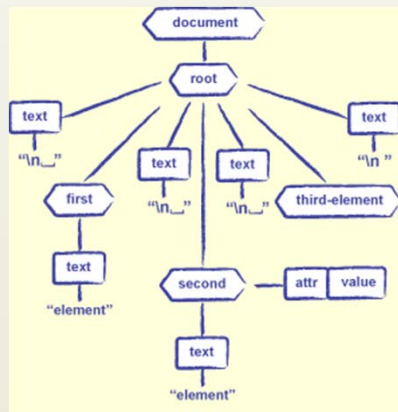 document
root
text
text
“\n␣”
“\n ”
text
text
first
“\n␣”
“\n␣”
third-element
text
second
attr value
“element”
text
“element”